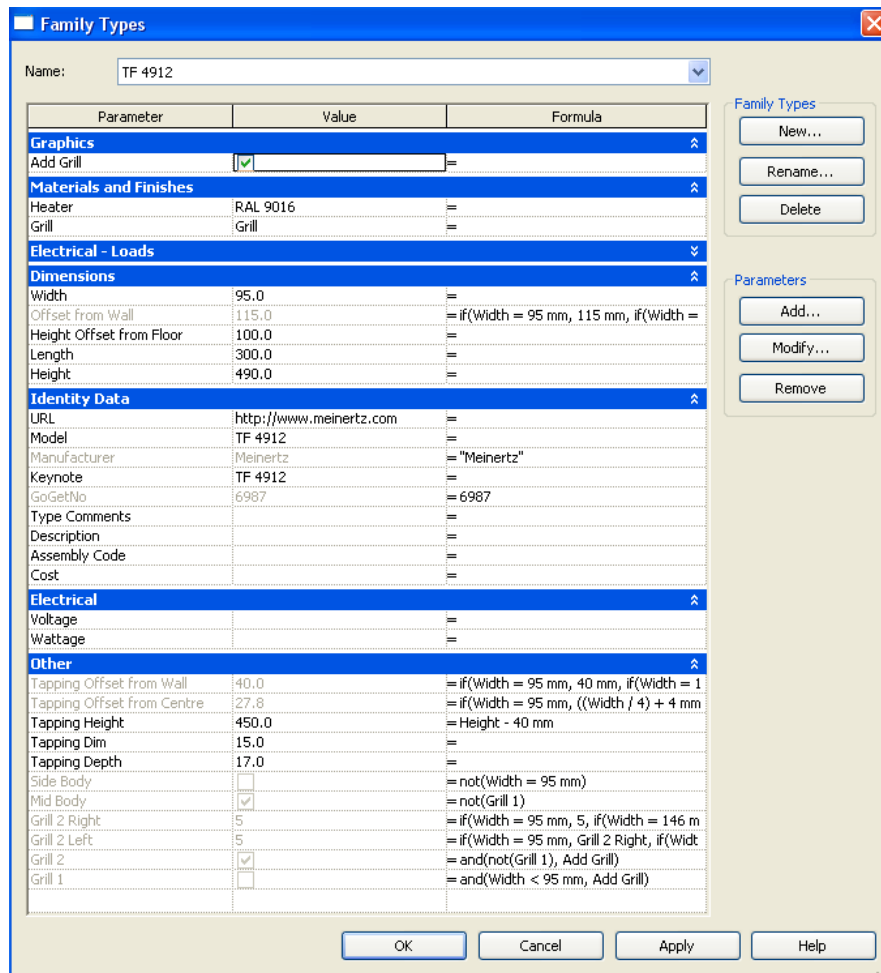 Family Types
Name: TF 4912
Parameter Value Formula
Graphics
Add Grill =
Materials and Finishes
Heater RAL 9016 =
Grill Grill =
Electrical - Loads
Dimensions
Width 95.0 =
Offset from Wall 115.0 = if(Width = 95 mm, 115 mm, if(Width =
Height Offset from Floor 100.0 =
Length 300.0 =
Height 490.0 =
Identity Data
URL http://www.meinertz.com =
Model TF 4912 =
Manufacturer Meinertz = "Meinertz"
Keynote TF 4912 =
GoGetNo 6987 = 6987
Type Comments =
Description =
Assembly Code =
Cost =
Electrical
Voltage =
Wattage =
Other
Tapping Offset from Wall 40.0 = if(Width = 95 mm, 40 mm, if(Width = 1
Tapping Offset from Centre 27.8 = if(Width = 95 mm, ((Width / 4) + 4 mm
Tapping Height 450.0 = Height - 40 mm
Tapping Dim 15.0 =
Tapping Depth 17.0 =
Side Body = not(Width = 95 mm)
Mid Body = not(Grill 1)
Grill 2 Right 5 = if(Width = 95 mm, 5, if(Width = 146 m
Grill 2 Left 5 = if(Width = 95 mm, Grill 2 Right, if(Widt
Grill 2 = and(not(Grill 1), Add Grill)
Grill 1 = and(Width < 95 mm, Add Grill)
Family Types
New...
Rename...
Delete
Parameters
Add...
Modify...
Remove
OK Cancel Apply Help